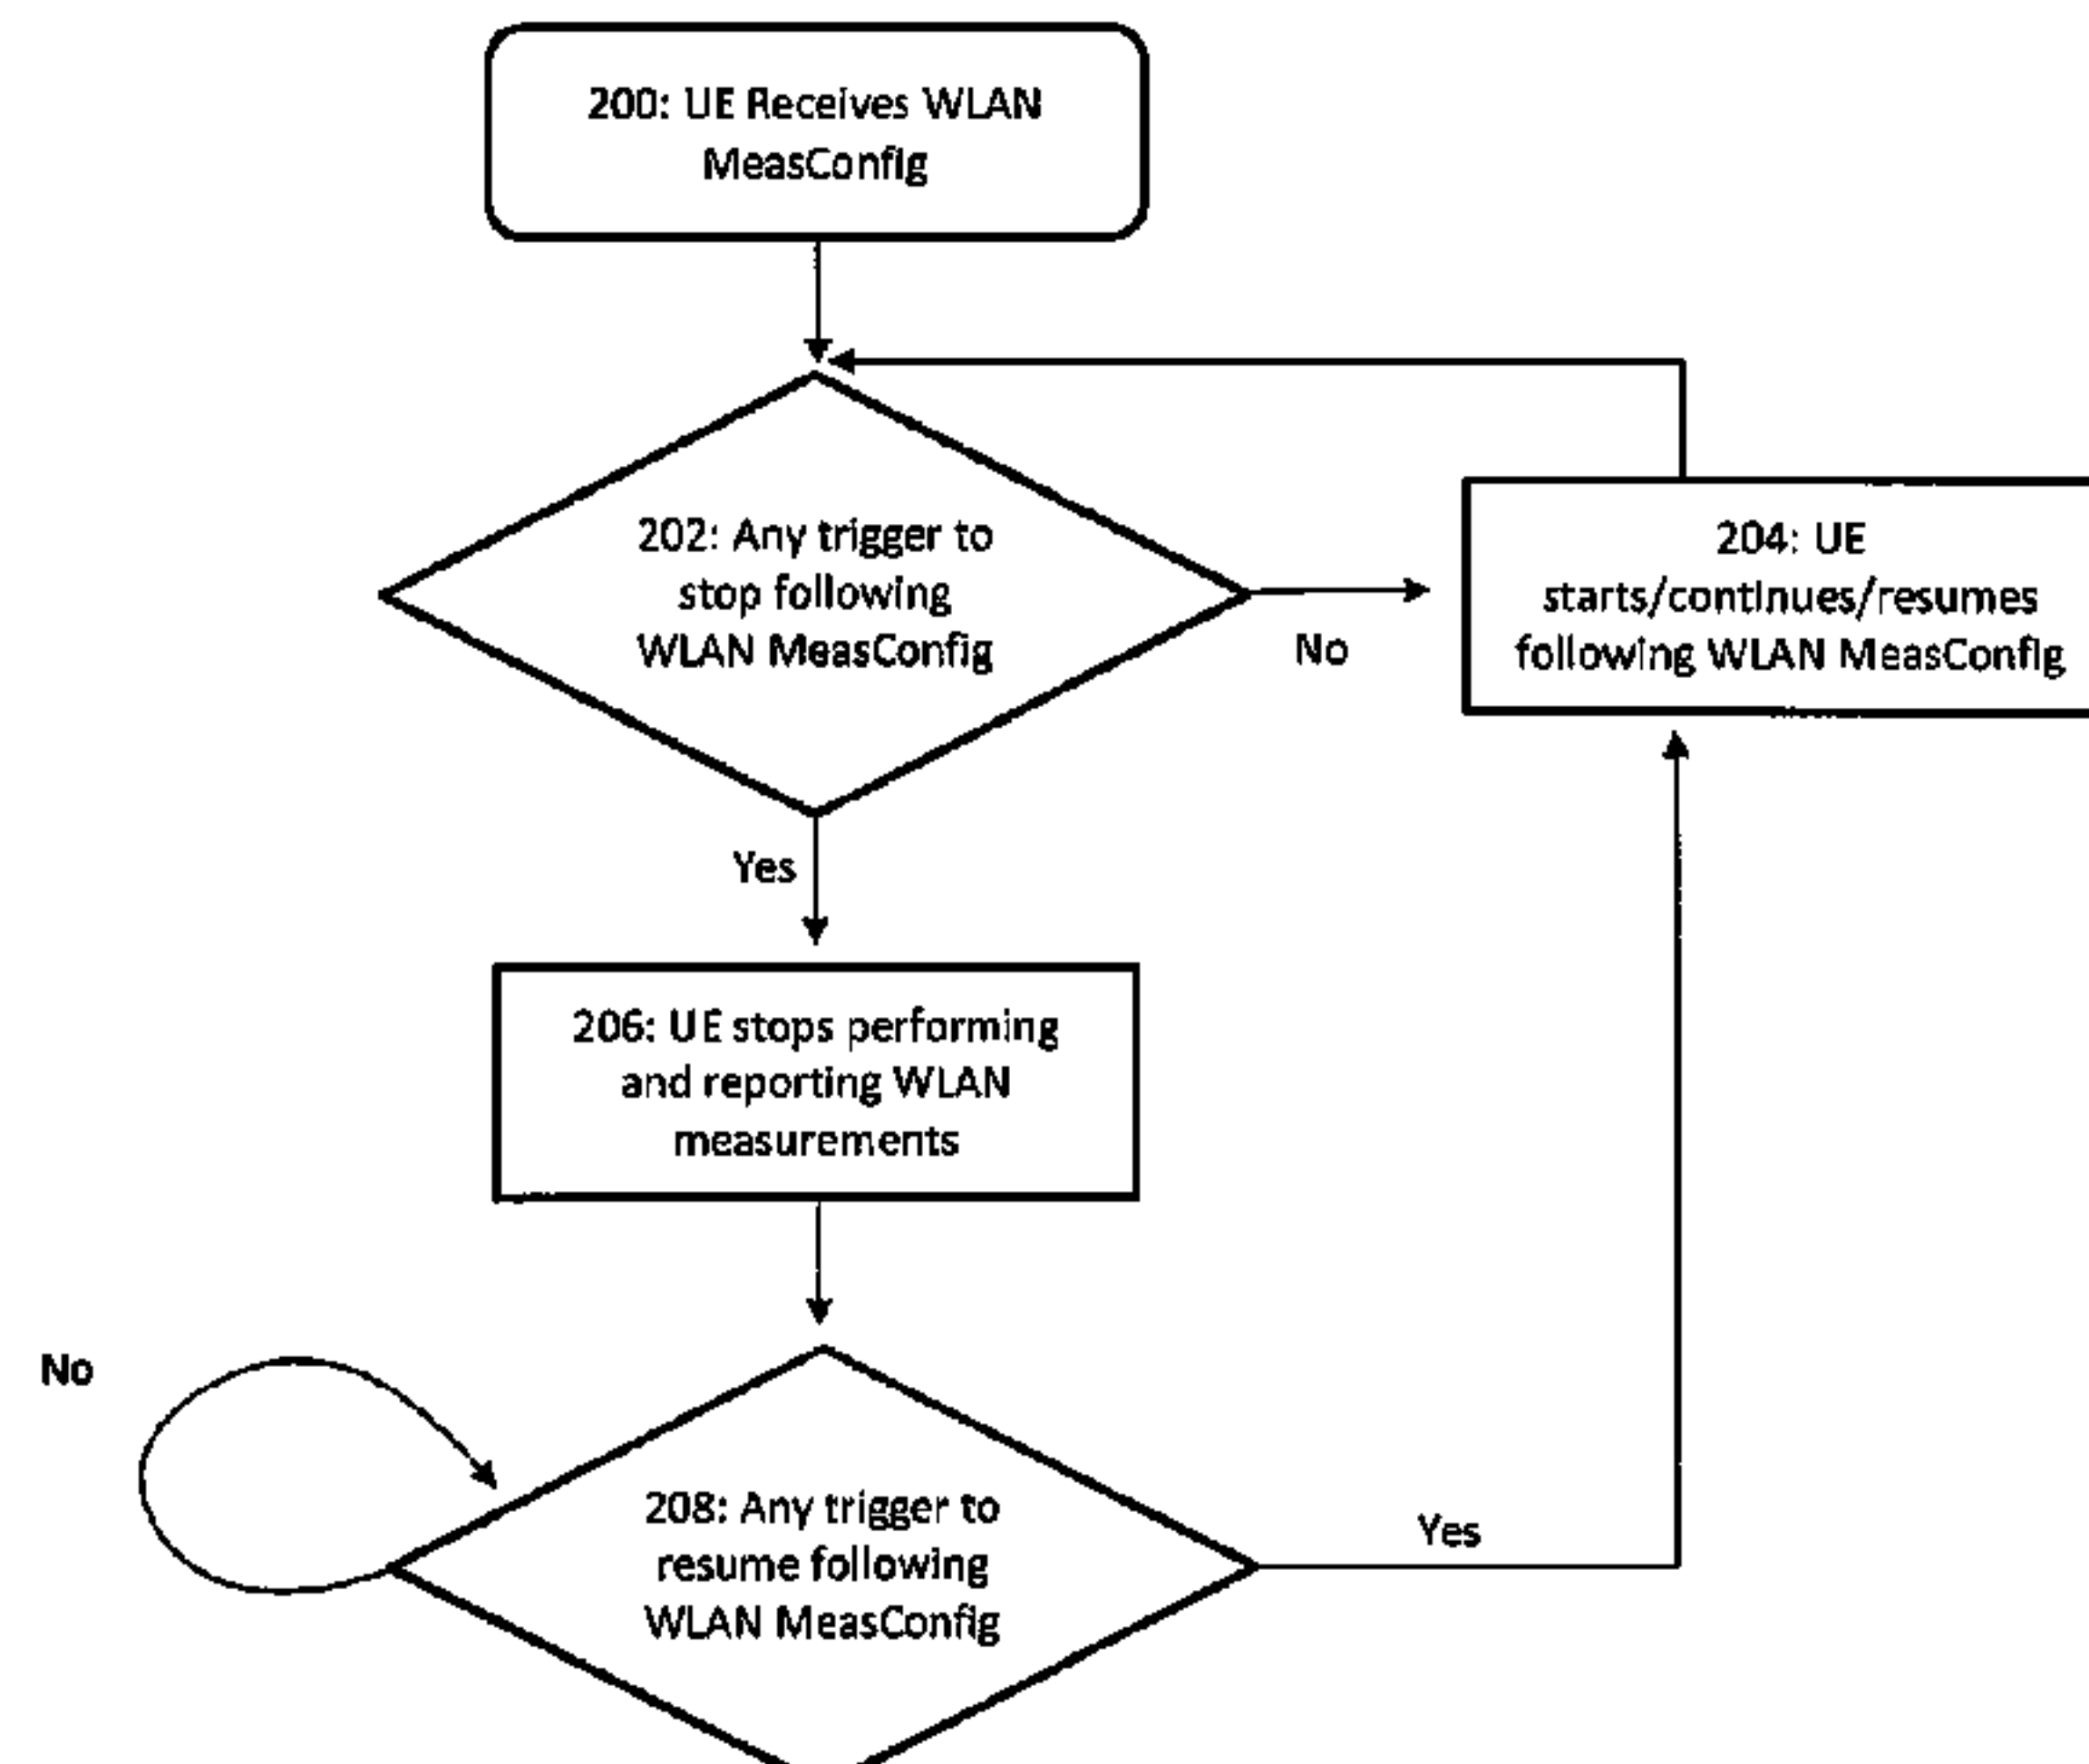 200: UE Receives WLAN
MeasConfig
202: Any trigger to
stop following
WLAN MeasConfig
No
204: UE
starts/continues/resumes
following WLAN MeasConfig
Yes
206: UE stops performing
and reporting WLAN
measurements
No
208: Any trigger to
resume following
WLAN MeasConfig
Yes